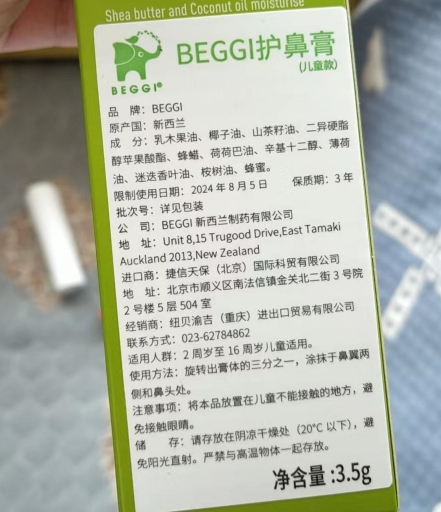 Shea butter and Coconut oil moisturise
BEGGI®
BEGGI护鼻膏
(儿童款)
品 牌：BEGGI
原产国：新西兰
成 分：乳木果油、椰子油、山茶籽油、二异硬脂
醇苹果酸酯、蜂蜡、荷荷巴油、辛基十二醇、薄荷
油、迷迭香叶油、桉树油、蜂蜜。
限制使用日期：2024 年 8 月 5 日 保质期：3 年
批次号：详见包装
公 司：BEGGI 新西兰制药有限公司
地 址：Unit 8,15 Trugood Drive,East Tamaki
Auckland 2013,New Zealand
进口商：捷信天保（北京）国际科贸有限公司
地 址：北京市顺义区南法信镇金关北二街 3 号院
2 号楼 5 层 504 室
经销商：纽贝渝吉（重庆）进出口贸易有限公司
联系方式：023-62784862
适用人群：2 周岁至 16 周岁儿童适用。
使用方法：旋转出膏体的三分之一，涂抹于鼻翼两
侧和鼻头处。
注意事项：将本品放置在儿童不能接触的地方，避
免接触眼睛。
储 存：请存放在阴凉干燥处（20°C 以下），避
免阳光直射。严禁与高温物体一起存放。
净含量:3.5g